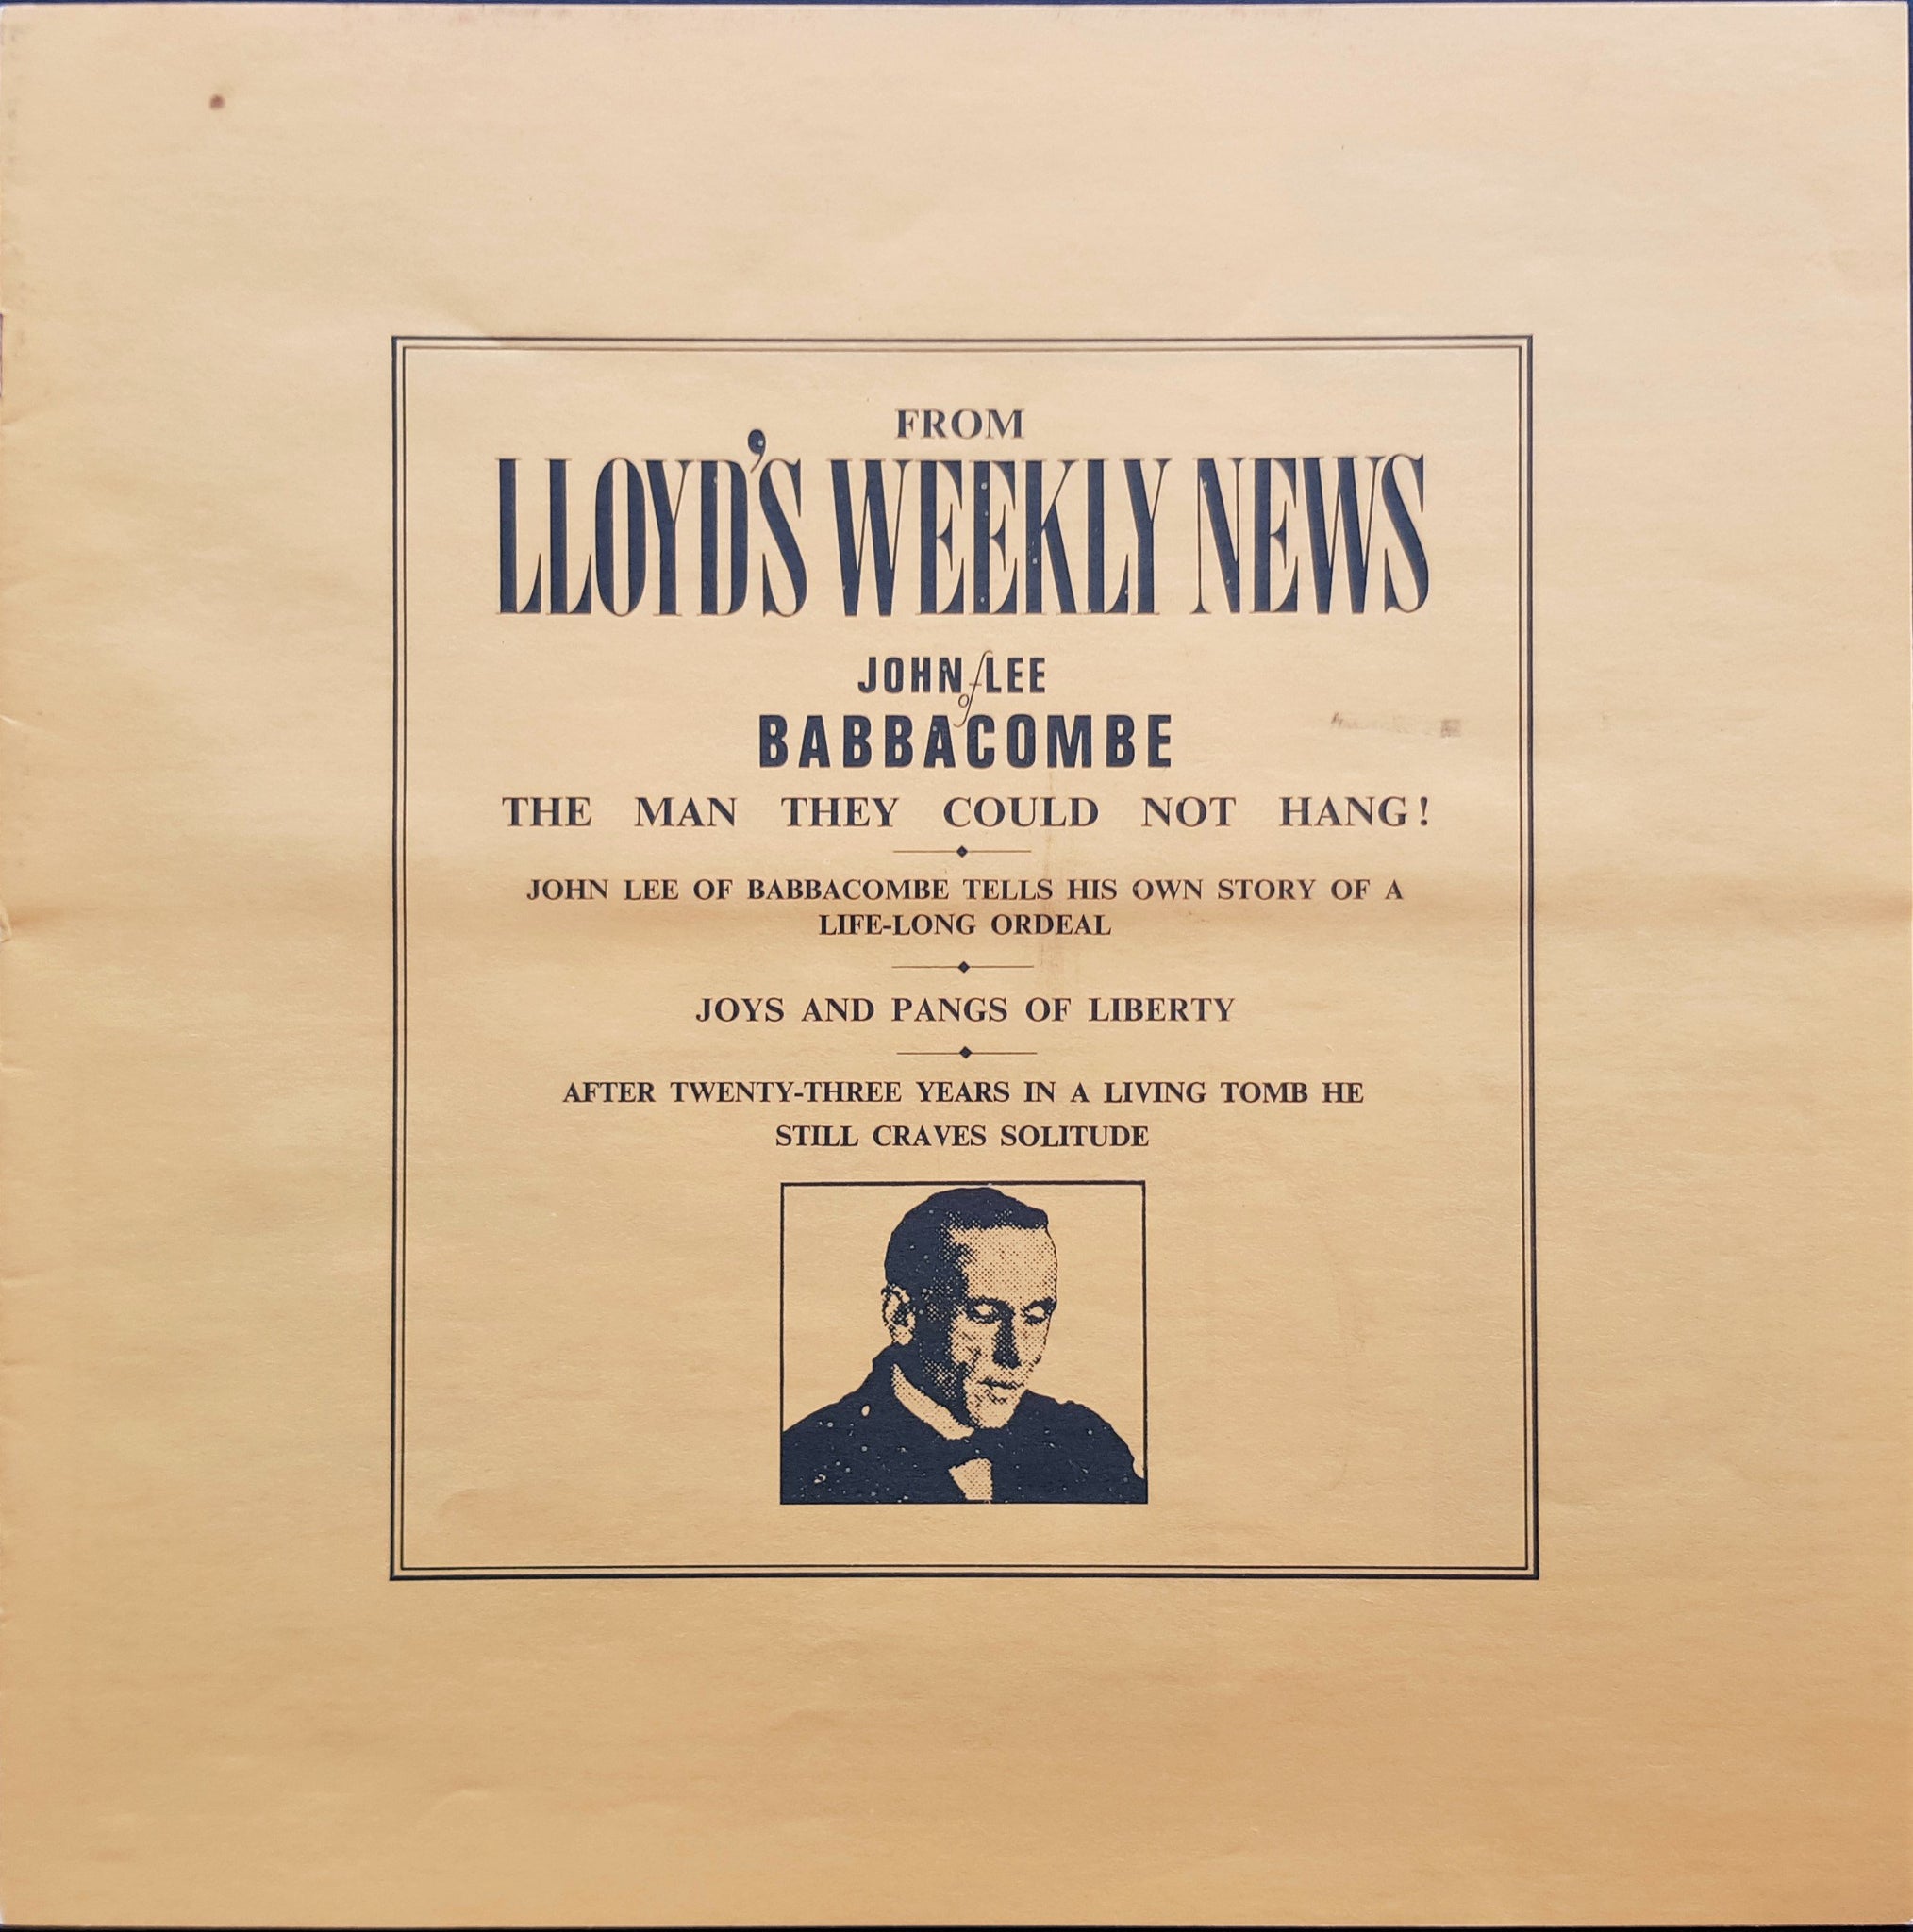 FROM
LLOYD'S WEEKLY NEWS
JOHN LEE
of
BABBACOMBE
THE MAN THEY COULD NOT HANG!
JOHN LEE OF BABBACOMBE TELLS HIS OWN STORY OF A
LIFE-LONG ORDEAL
JOYS AND PANGS OF LIBERTY
AFTER TWENTY-THREE YEARS IN A LIVING TOMB HE
STILL CRAVES SOLITUDE